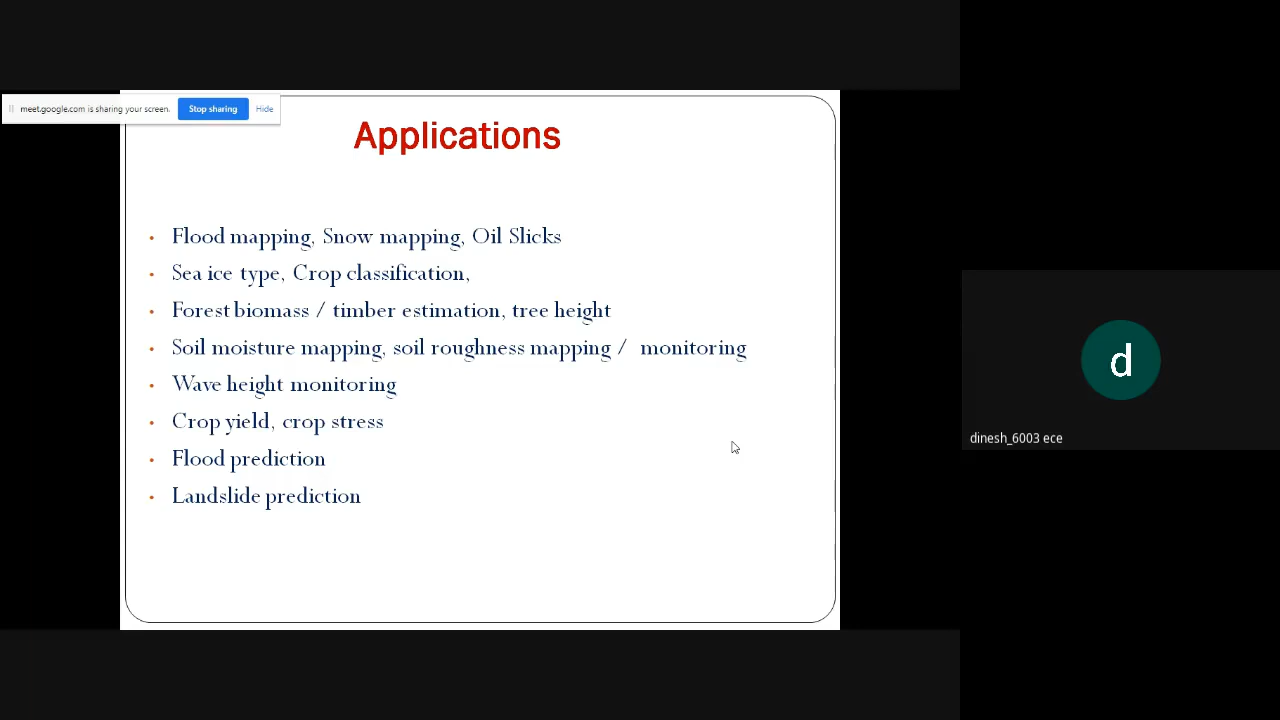 meet.google.com is sharing your screen. Stop sharing Hide
Applications
• Flood mapping, Snow mapping, Oil Slicks
• Sea ice type, Crop classification,
• Forest biomass / timber estimation, tree height
• Soil moisture mapping, soil roughness mapping / monitoring
• Wave height monitoring
• Crop yield, crop stress
• Flood prediction
• Landslide prediction
d
dinesh_6003 ece